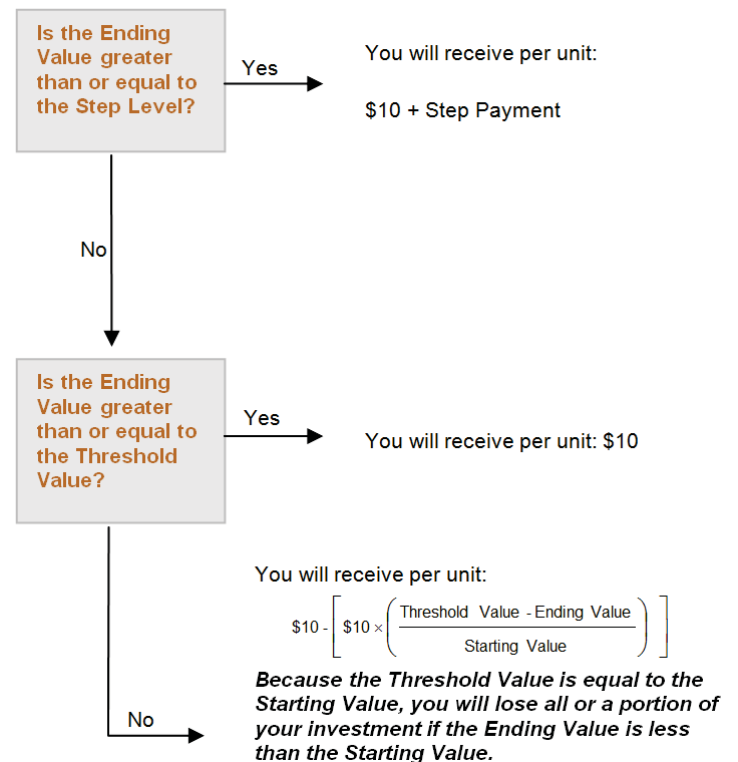 Is the Ending
Value greater
than or equal to
the Step Level?
Yes
You will receive per unit:
$10 + Step Payment
No
Is the Ending
Value greater
than or equal to
the Threshold
Value?
Yes
You will receive per unit: $10
You will receive per unit:
$10 - [ $10 × ( Threshold Value - Ending Value
Starting Value ) ]
Because the Threshold Value is equal to the
Starting Value, you will lose all or a portion of
your investment if the Ending Value is less
than the Starting Value.
No